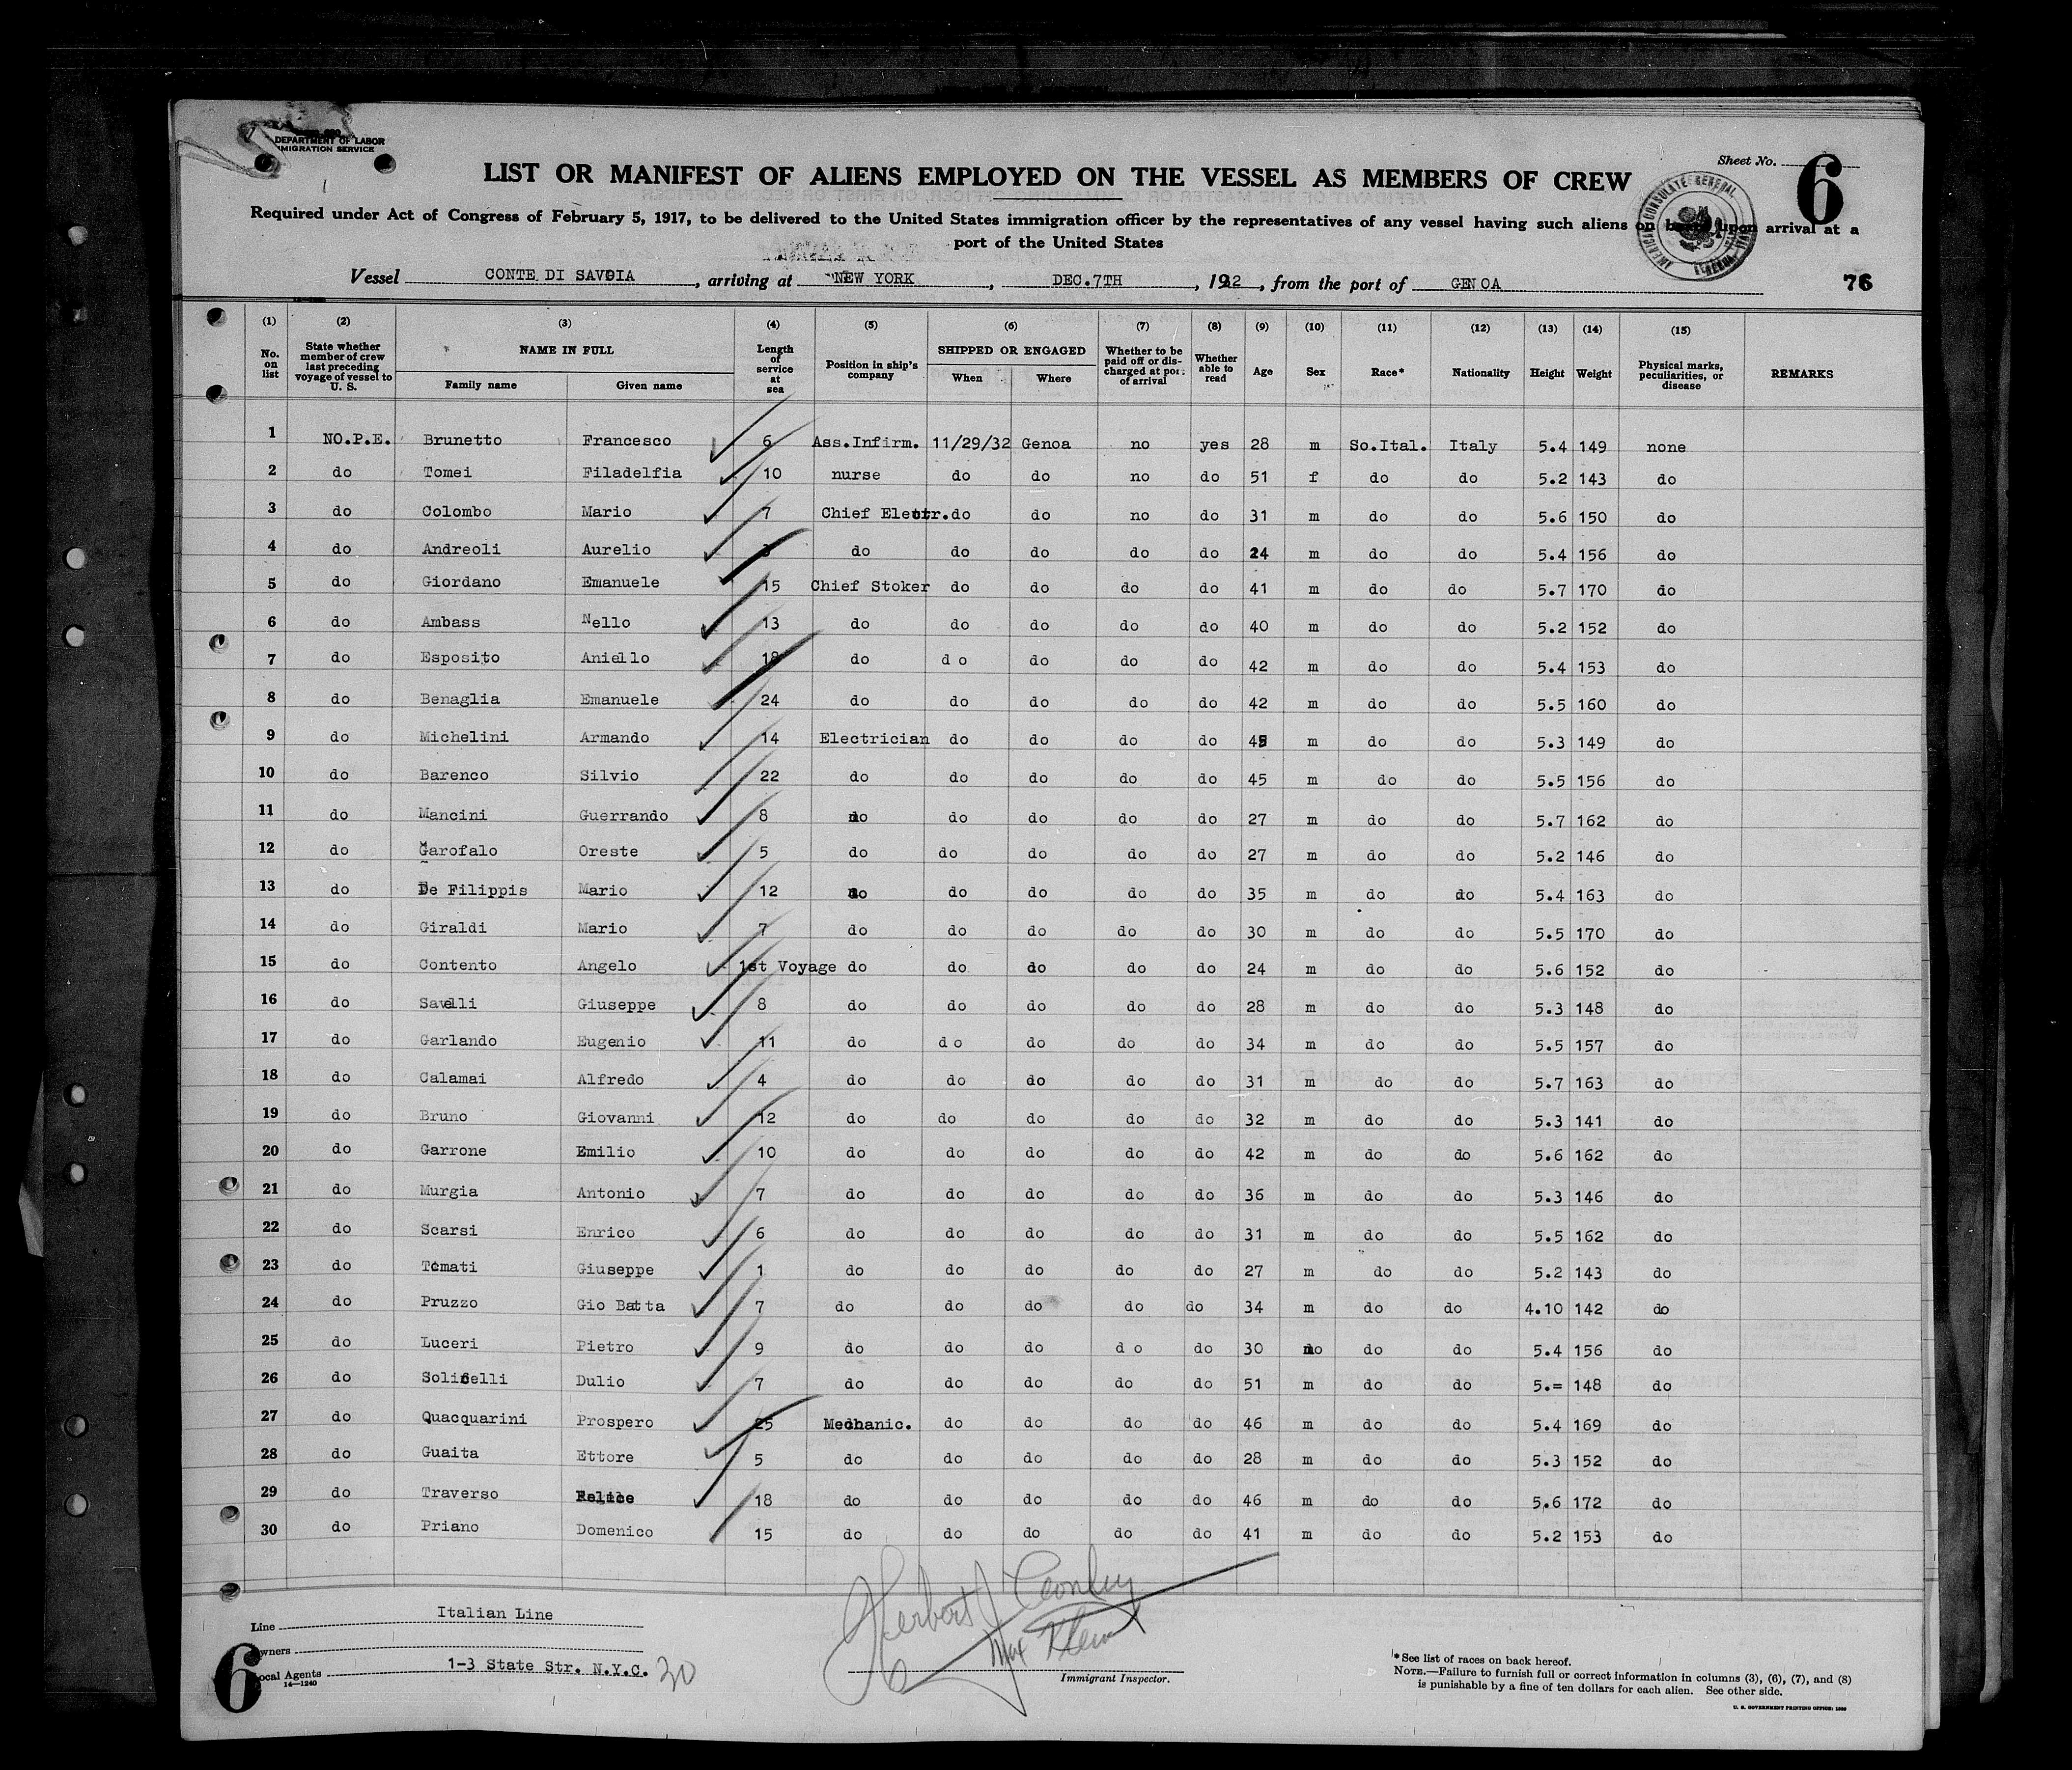 DEPARTMENT OF LABOR
IMMIGRATION SERVICE
Sheet No. 6
LIST OR MANIFEST OF ALIENS EMPLOYED ON THE VESSEL AS MEMBERS OF CREW
Required under Act of Congress of February 5, 1917, to be delivered to the United States immigration officer by the representatives of any vessel having such aliens on board upon arrival at a
port of the United States
AMERICAN CONSULATE GENERAL
Vessel CONTE DI SAVOIA, arriving at NEW YORK, DEC.7TH, 1932, from the port of GENOA
76
(1) (2) (3) (4) (5) (6) (7) (8) (9) (10) (11) (12) (13) (14) (15)
No. on list State whether member of crew last preceding voyage of vessel to U. S. NAME IN FULL Family name Given name Length of service at sea Position in ship's company SHIPPED OR ENGAGED When Where Whether to be paid off or discharged at port of arrival Whether able to read Age Sex Race* Nationality Height Weight Physical marks, peculiarities, or disease REMARKS
1 NO.P.E. Brunetto Francesco 6 Ass.Infirm. 11/29/32 Genoa no yes 28 m So.Ital. Italy 5.4 149 none
2 do Tomei Filadelfia 10 nurse do do no do 51 f do do 5.2 143 do
3 do Colombo Mario 7 Chief Electr. do do no do 31 m do do 5.6 150 do
4 do Andreoli Aurelio do do do do do 24 m do do 5.4 156 do
5 do Giordano Emanuele 15 Chief Stoker do do do do 41 m do do 5.7 170 do
6 do Ambass Nello 13 do do do do do 40 m do do 5.2 152 do
7 do Esposito Aniello 18 do do do do do 42 m do do 5.4 153 do
8 do Benaglia Emanuele 24 do do do do do 42 m do do 5.5 160 do
9 do Michelini Armando 14 Electrician do do do do 45 m do do 5.3 149 do
10 do Barenco Silvio 22 do do do do do 45 m do do 5.5 156 do
11 do Mancini Guerrando 8 do do do do do 27 m do do 5.7 162 do
12 do Garofalo Oreste 5 do do do do do 27 m do do 5.2 146 do
13 do De Filippis Mario 12 do do do do do 35 m do do 5.4 163 do
14 do Giraldi Mario 7 do do do do do 30 m do do 5.5 170 do
15 do Contento Angelo 1st Voyage do do do do do 24 m do do 5.6 152 do
16 do Savelli Giuseppe 8 do do do do do 28 m do do 5.3 148 do
17 do Garlando Eugenio 11 do do do do do 34 m do do 5.5 157 do
18 do Calamai Alfredo 4 do do do do do 31 m do do 5.7 163 do
19 do Bruno Giovanni 12 do do do do do 32 m do do 5.3 141 do
20 do Garrone Emilio 10 do do do do do 42 m do do 5.6 162 do
21 do Murgia Antonio 7 do do do do do 36 m do do 5.3 146 do
22 do Scarsi Enrico 6 do do do do do 31 m do do 5.5 162 do
23 do Tomati Giuseppe 1 do do do do do 27 m do do 5.2 143 do
24 do Pruzzo Gio Batta 7 do do do do do 34 m do do 4.10 142 do
25 do Luceri Pietro 9 do do do do do 30 m do do 5.4 156 do
26 do Dulio 7 do do do do do 51 m do do 5.= 148 do
27 do Quacquarini Prospero 25 Mechanic. do do do do 46 m do do 5.4 169 do
28 do Guaita Ettore 5 do do do do do 28 m do do 5.3 152 do
29 do Traverso Felice 18 do do do do do 46 m do do 5.6 172 do
30 do Priano Domenico 15 do do do do do 41 m do do 5.2 153 do
Line Italian Line
Owners
Local Agents 1-3 State Str. N.Y.C. 30
14—1240
6
Herbert J Conley
Max Klein
Immigrant Inspector.
* See list of races on back hereof.
NOTE.—Failure to furnish full or correct information in columns (3), (6), (7), and (8)
is punishable by a fine of ten dollars for each alien. See other side.
U. S. GOVERNMENT PRINTING OFFICE: 1930